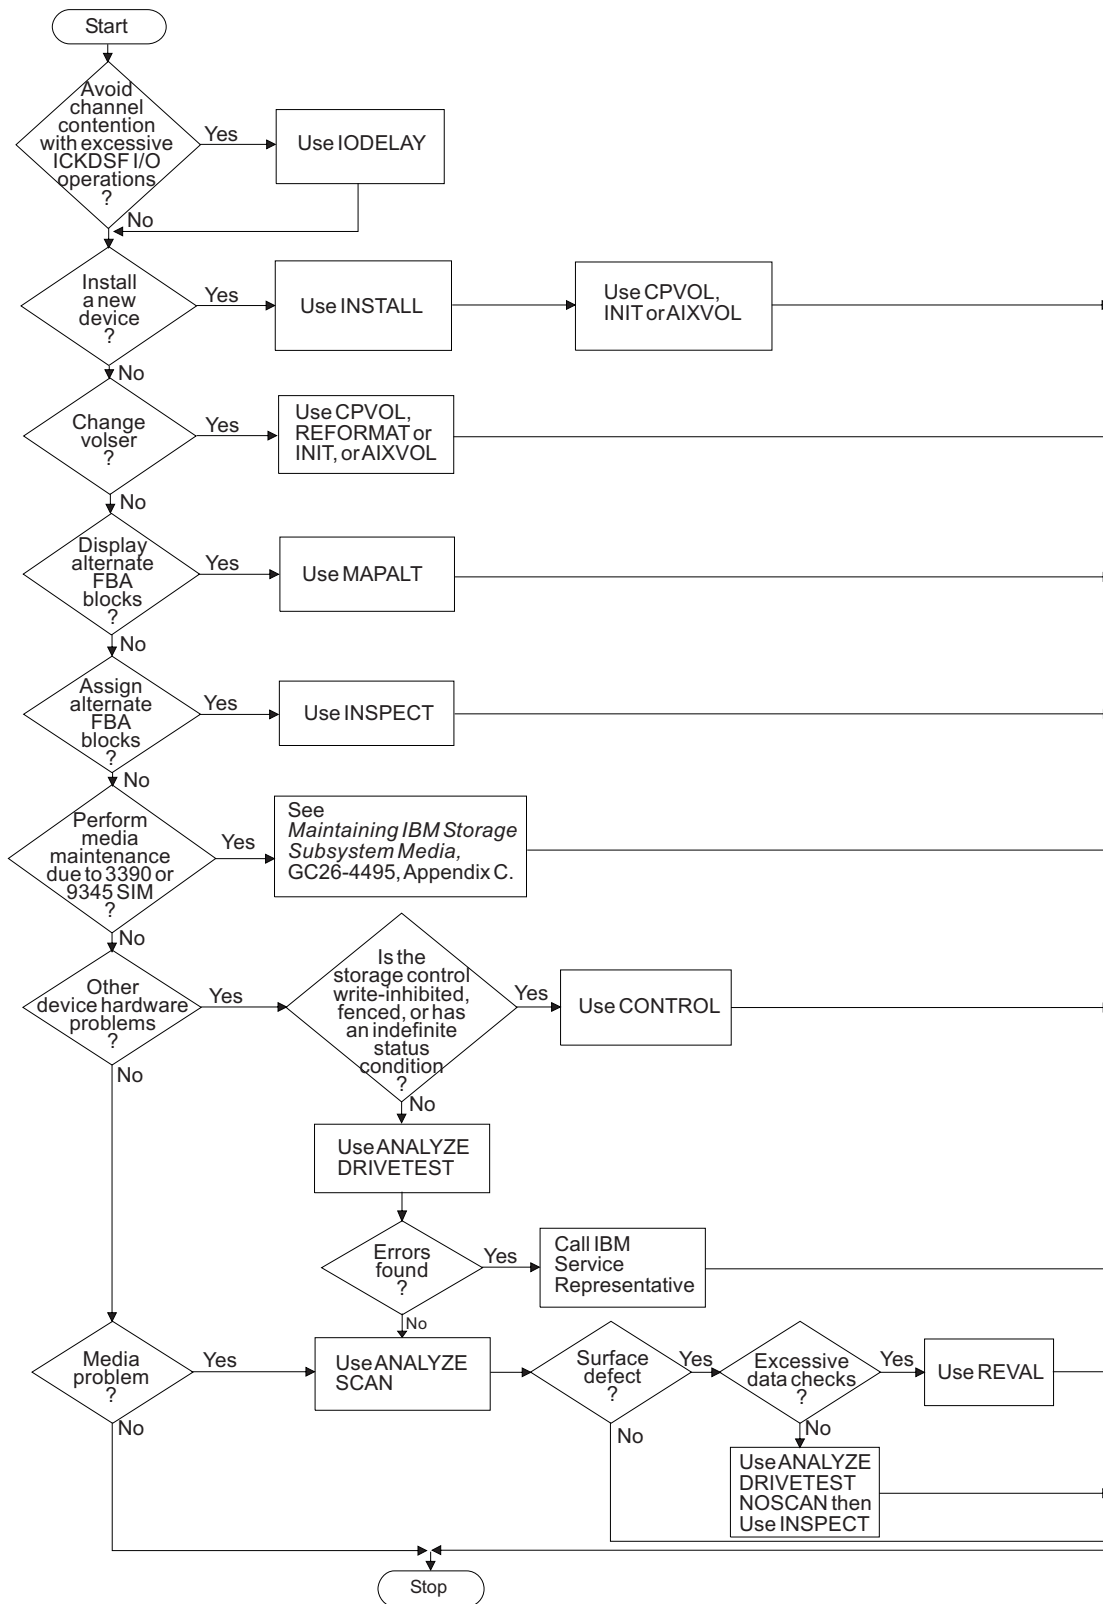 Start
Avoid
channel
contention
with excessive
ICKDSF I/O
operations
?
Yes
Use IODELAY
No
Install
a new
device
?
Yes
Use INSTALL
Use CPVOL,
INIT or AIXVOL
No
Change
volser
?
Yes
Use CPVOL,
REFORMAT or
INIT, or AIXVOL
No
Display
alternate
FBA
blocks
?
Yes
Use MAPALT
No
Assign
alternate
FBA
blocks
?
Yes
Use INSPECT
No
Perform
media
maintenance
due to 3390 or
9345 SIM
?
Yes
See
Maintaining IBM Storage
Subsystem Media,
GC26-4495, Appendix C.
No
Other
device hardware
problems
?
Yes
Is the
storage control
write-inhibited,
fenced, or has
an indefinite
status
condition
?
Yes
Use CONTROL
No
No
Use ANALYZE
DRIVETEST
Errors
found
?
Yes
Call IBM
Service
Representative
No
Media
problem
?
Yes
Use ANALYZE
SCAN
Surface
defect
?
Yes
Excessive
data checks
?
Yes
Use REVAL
No
No
No
Use ANALYZE
DRIVETEST
NOSCAN then
Use INSPECT
Stop